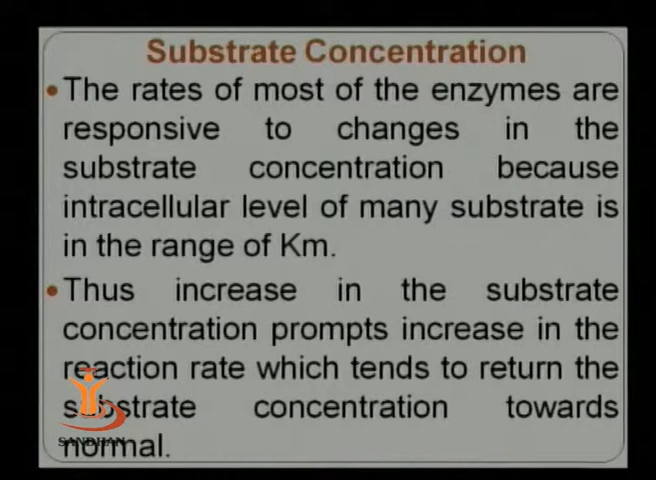 Substrate Concentration
• The rates of most of the enzymes are
responsive to changes in the
substrate concentration because
intracellular level of many substrate is
in the range of Km.
• Thus increase in the substrate
concentration prompts increase in the
reaction rate which tends to return the
substrate concentration towards
normal.
SANDHAN